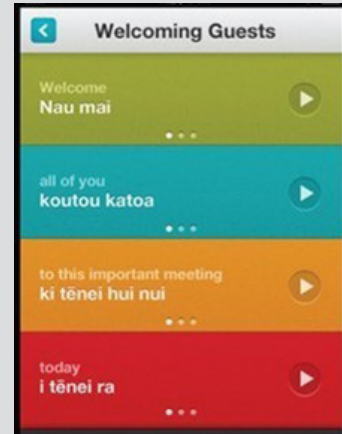 Welcoming Guests
Welcome
Nau mai
all of you
koutou katoa
to this important meeting
ki tēnei hui nui
today
i tēnei ra